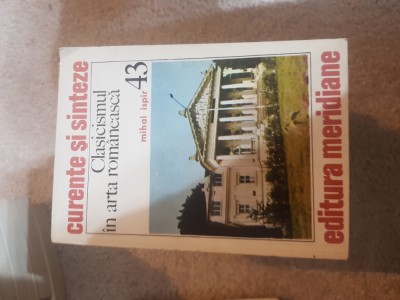 curente și sinteze
Clasicismul
în arta românească
43
mihai ispir
editura meridiane